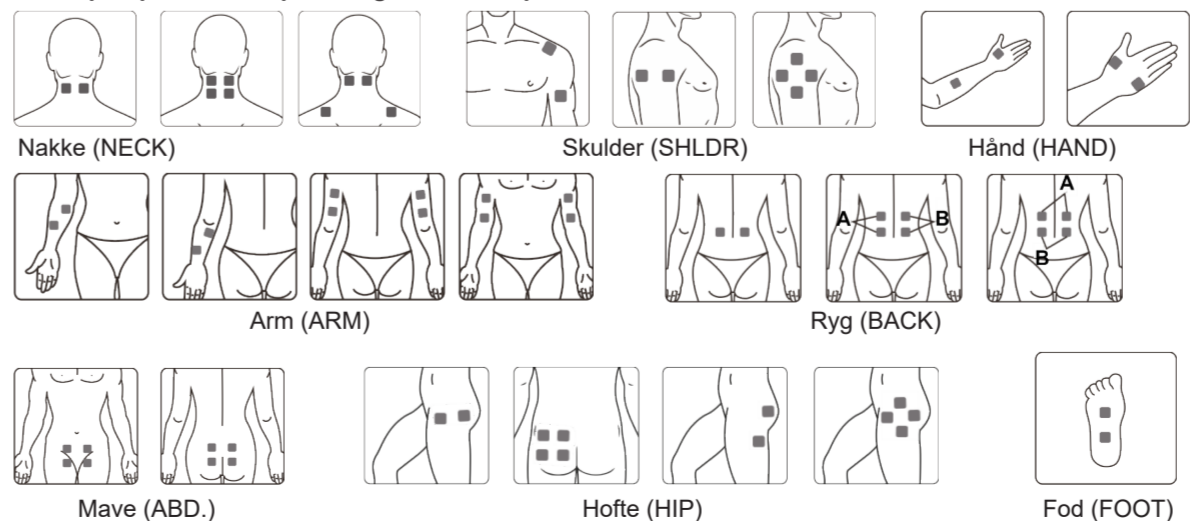 Nakke (NECK)
Skulder (SHLDR)
Hånd (HAND)
A
A
B
B
Arm (ARM)
Ryg (BACK)
Mave (ABD.)
Hofte (HIP)
Fod (FOOT)